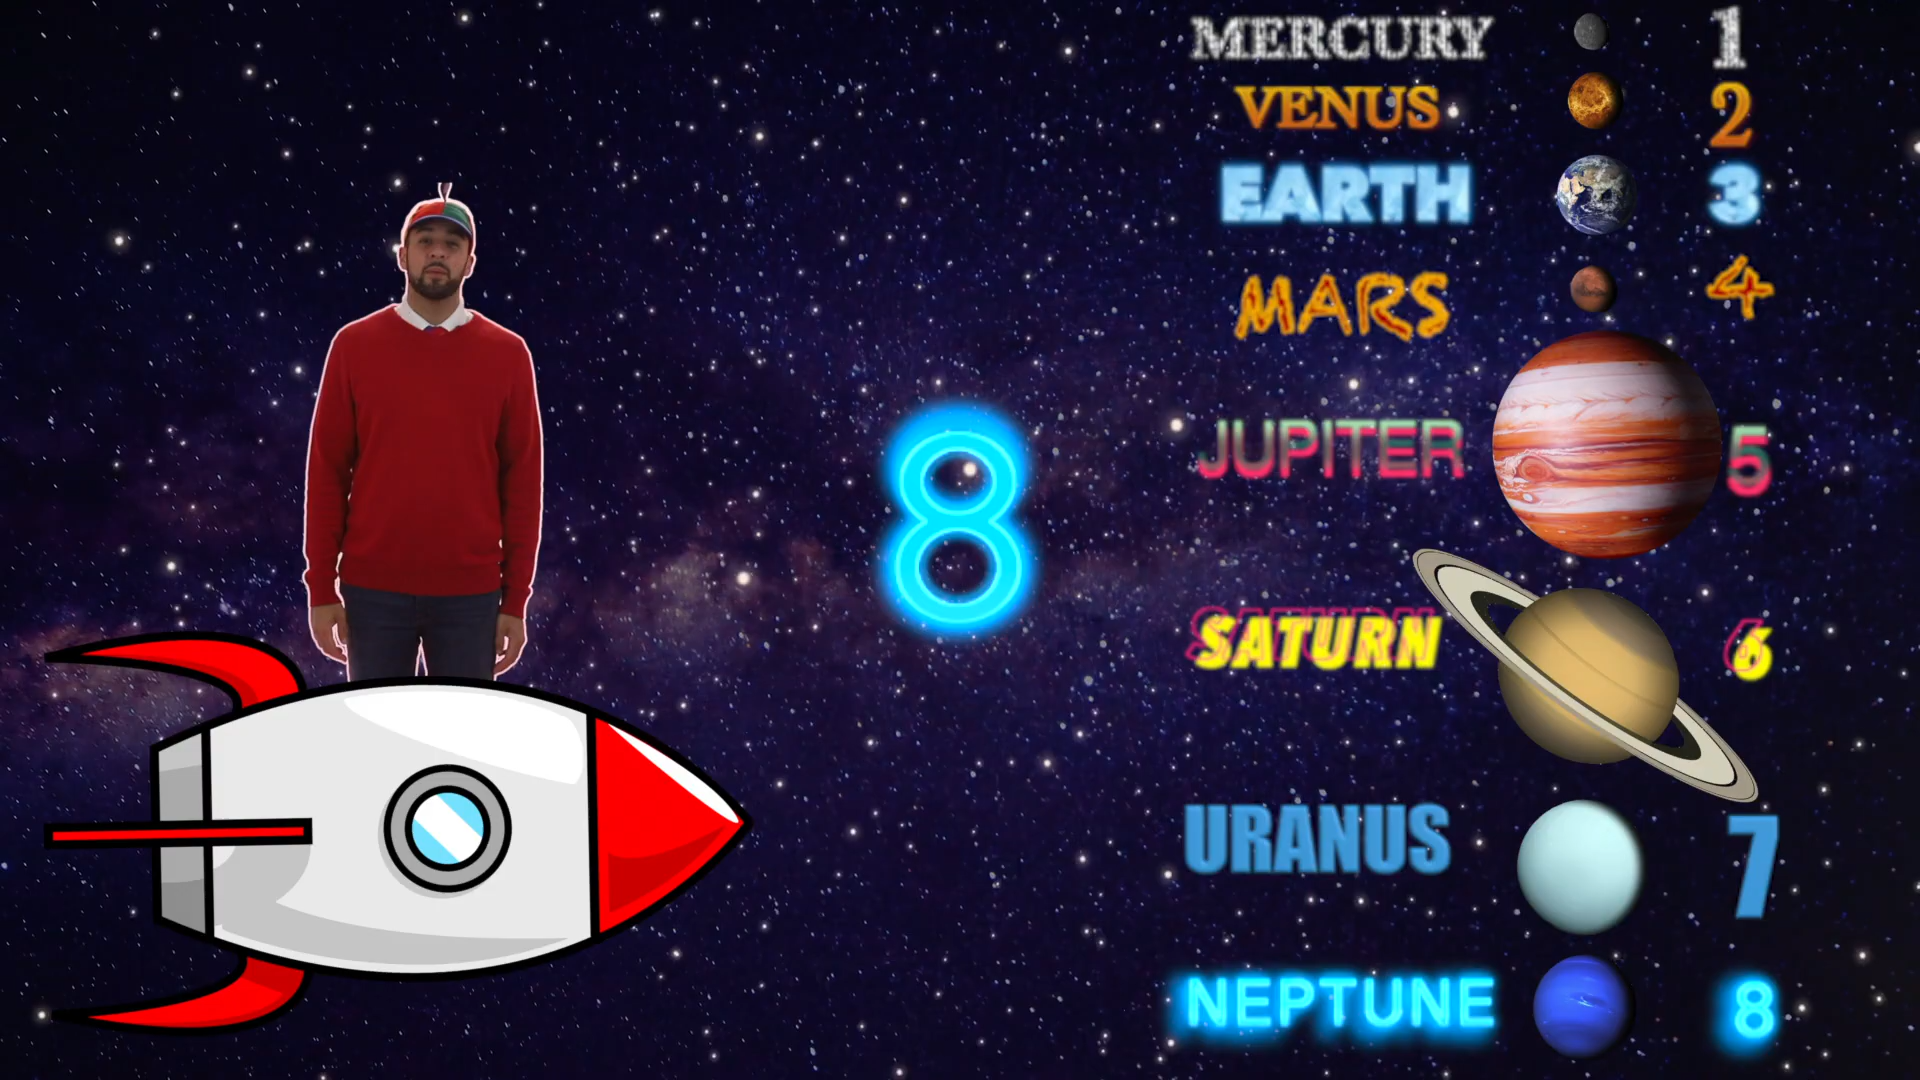 MERCURY 1
VENUS 2
EARTH 3
MARS 4
JUPITER 5
8
SATURN 6
URANUS 7
NEPTUNE 8